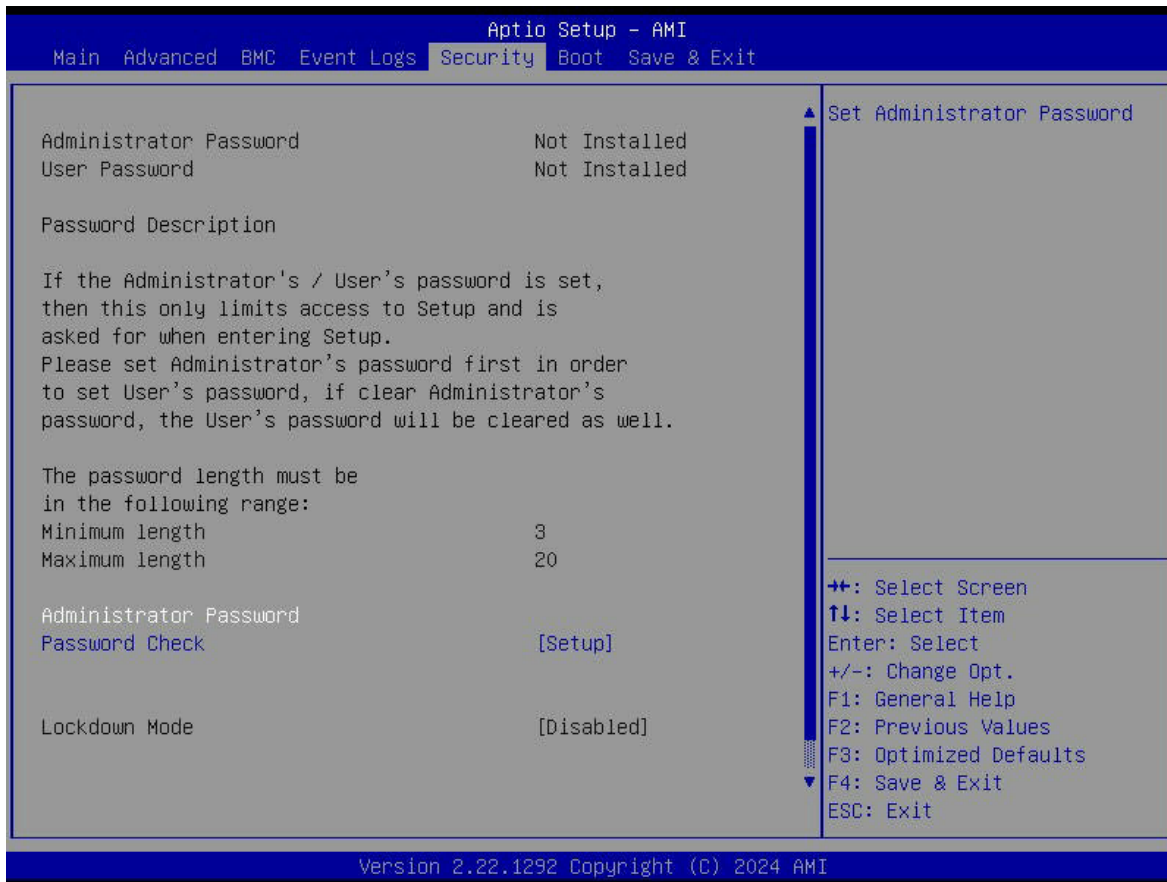 Aptio Setup – AMI
Main Advanced BMC Event Logs Security Boot Save & Exit
Administrator Password Not Installed
User Password Not Installed
Password Description
If the Administrator's / User's password is set,
then this only limits access to Setup and is
asked for when entering Setup.
Please set Administrator's password first in order
to set User's password, if clear Administrator's
password, the User's password will be cleared as well.
The password length must be
in the following range:
Minimum length 3
Maximum length 20
Administrator Password
Password Check [Setup]
Lockdown Mode [Disabled]
Set Administrator Password
→←: Select Screen
↑↓: Select Item
Enter: Select
+/-: Change Opt.
F1: General Help
F2: Previous Values
F3: Optimized Defaults
F4: Save & Exit
ESC: Exit
Version 2.22.1292 Copyright (C) 2024 AMI